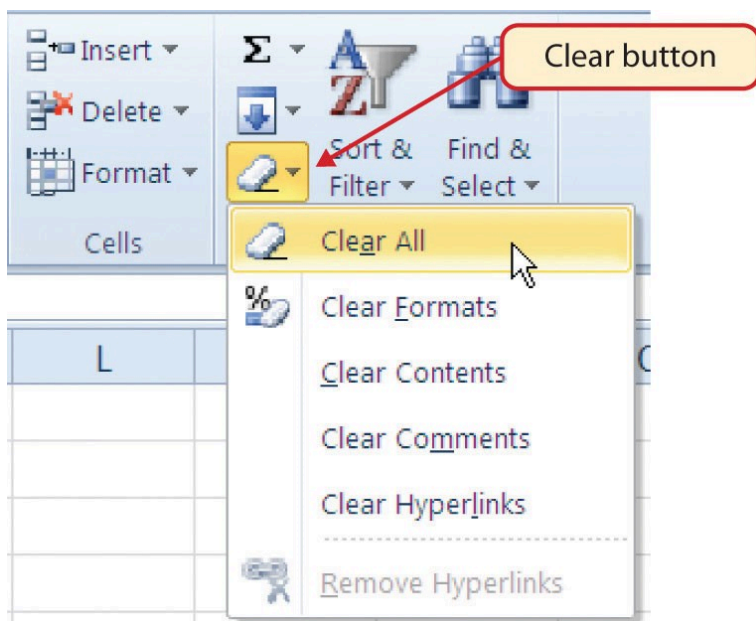 Insert
Delete
Format
Cells
Σ
Sort &
Filter
Find &
Select
Clear button
Clear All
Clear Formats
Clear Contents
Clear Comments
Clear Hyperlinks
Remove Hyperlinks
L